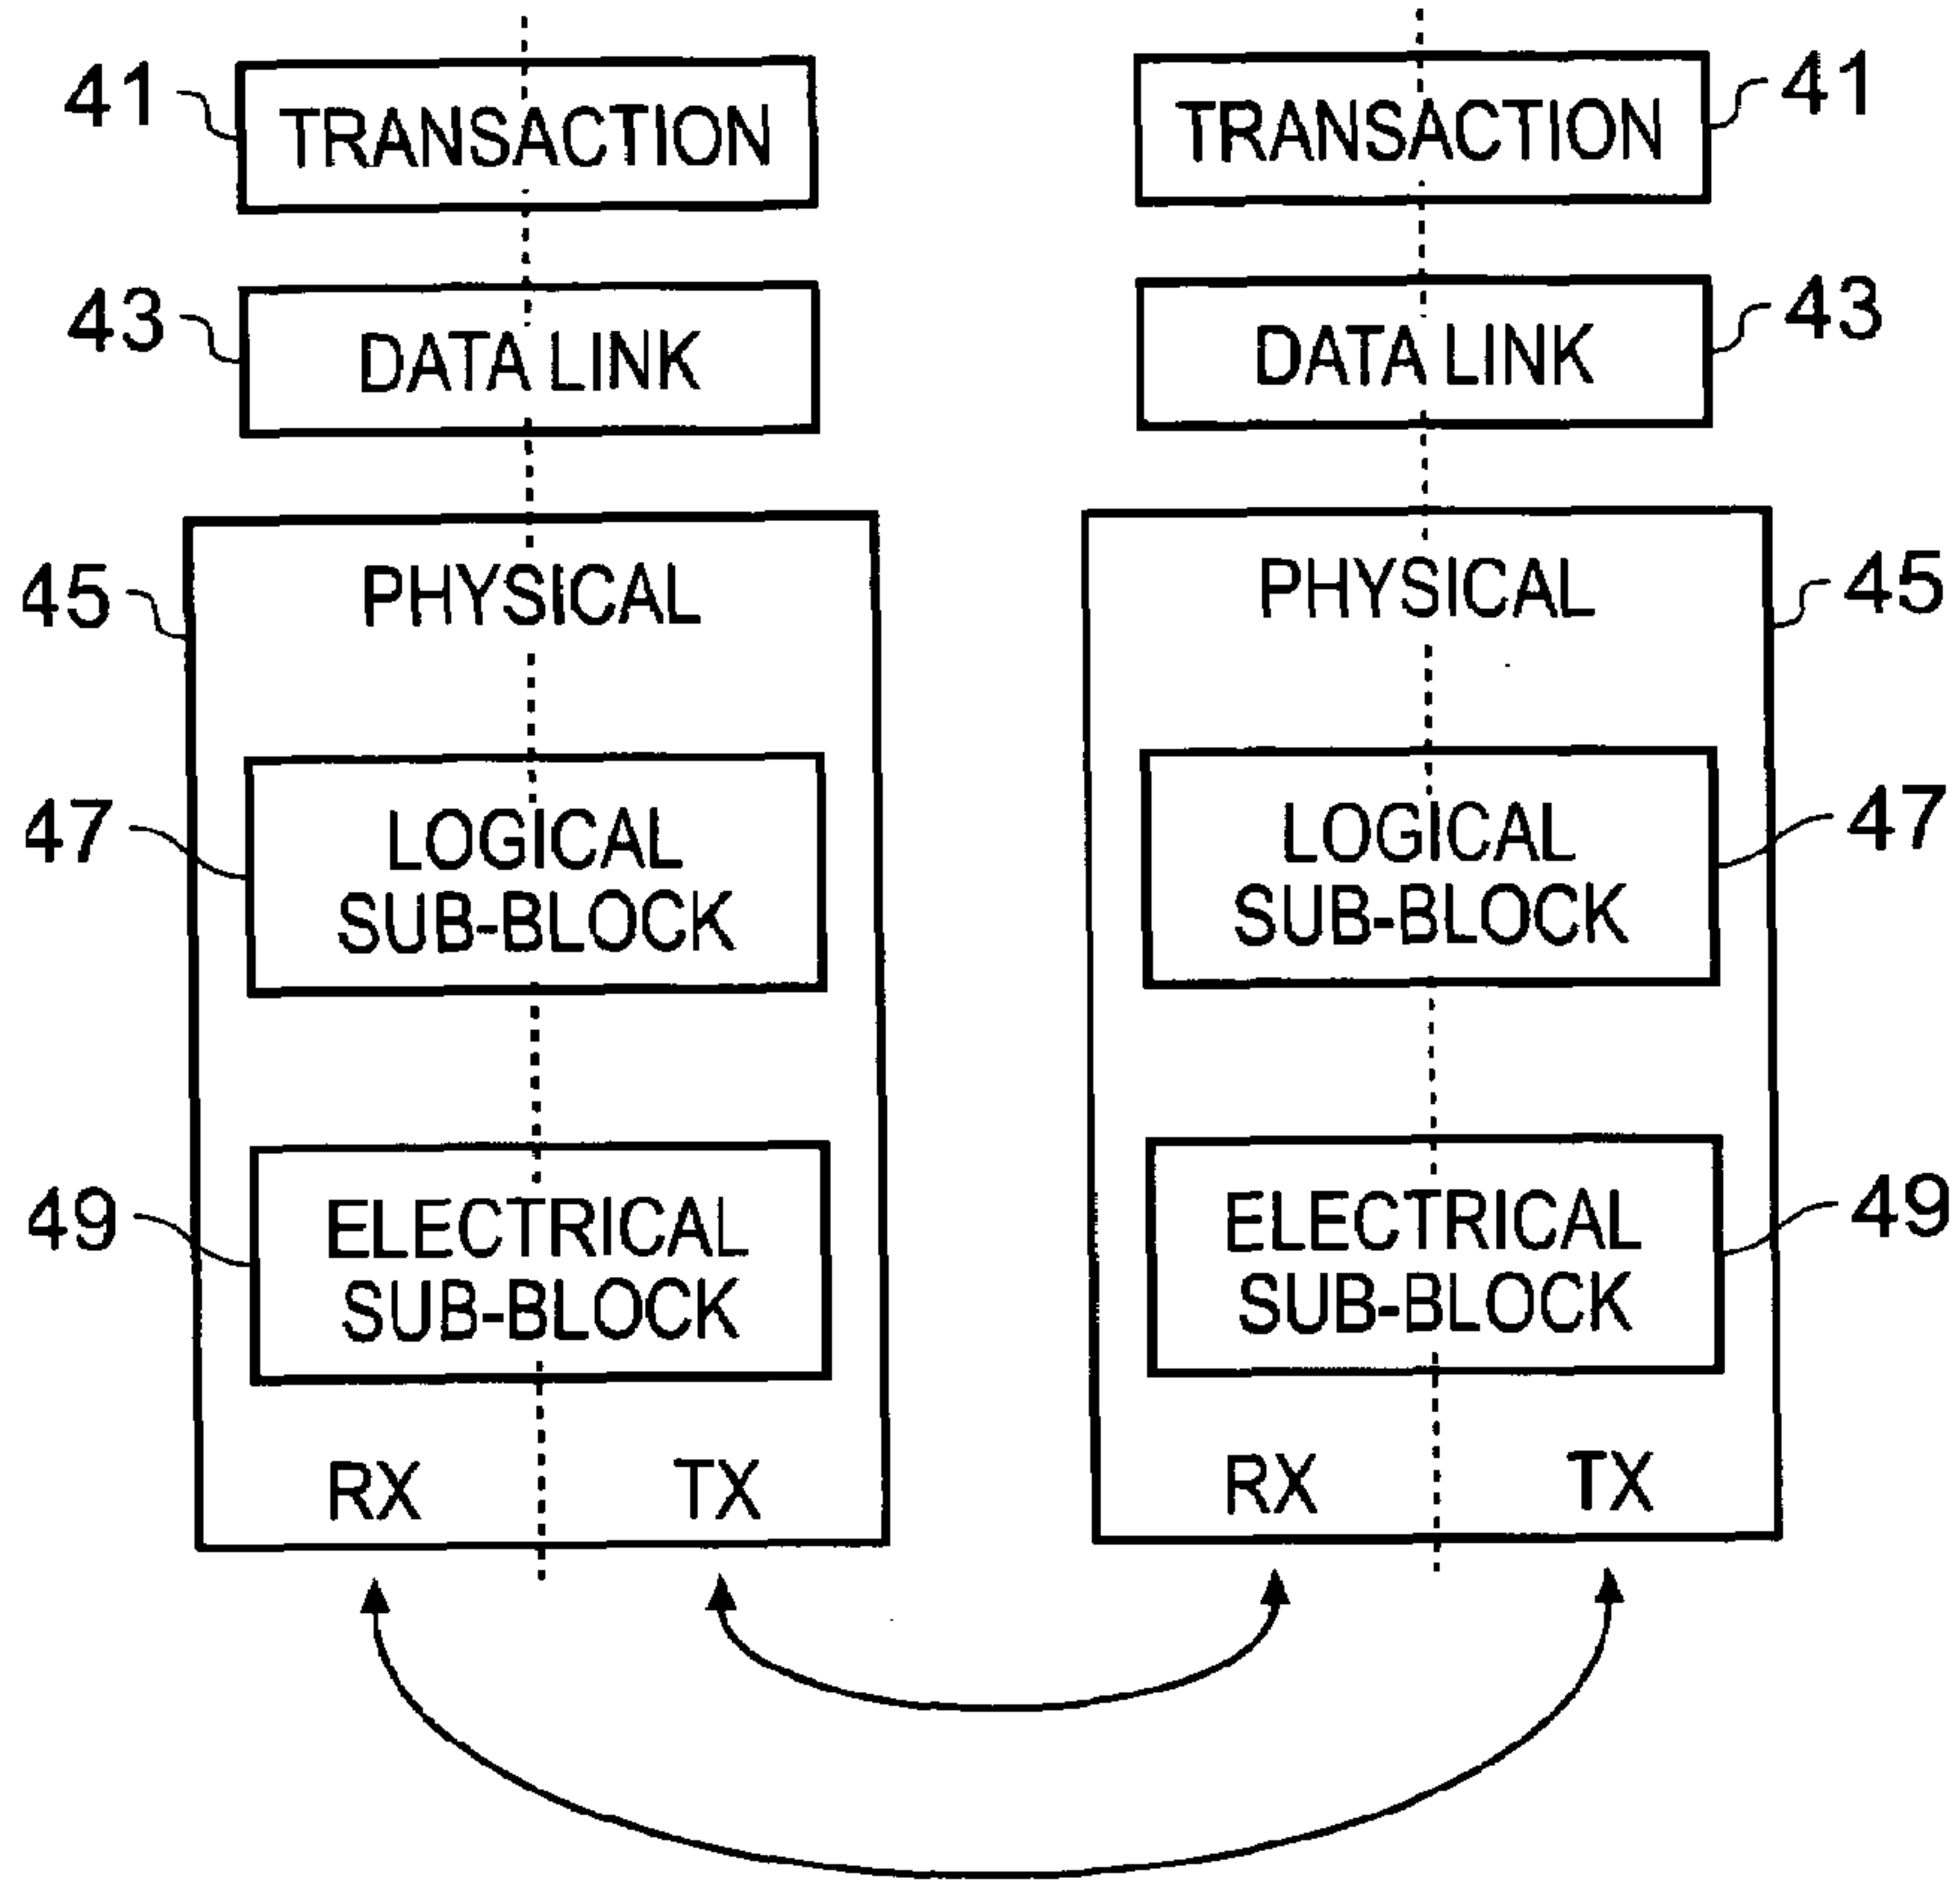 41 TRANSACTION TRANSACTION 41
43 DATA LINK DATA LINK 43
45 PHYSICAL PHYSICAL 45
47 LOGICAL SUB-BLOCK LOGICAL SUB-BLOCK 47
49 ELECTRICAL SUB-BLOCK ELECTRICAL SUB-BLOCK 49
RX TX RX TX